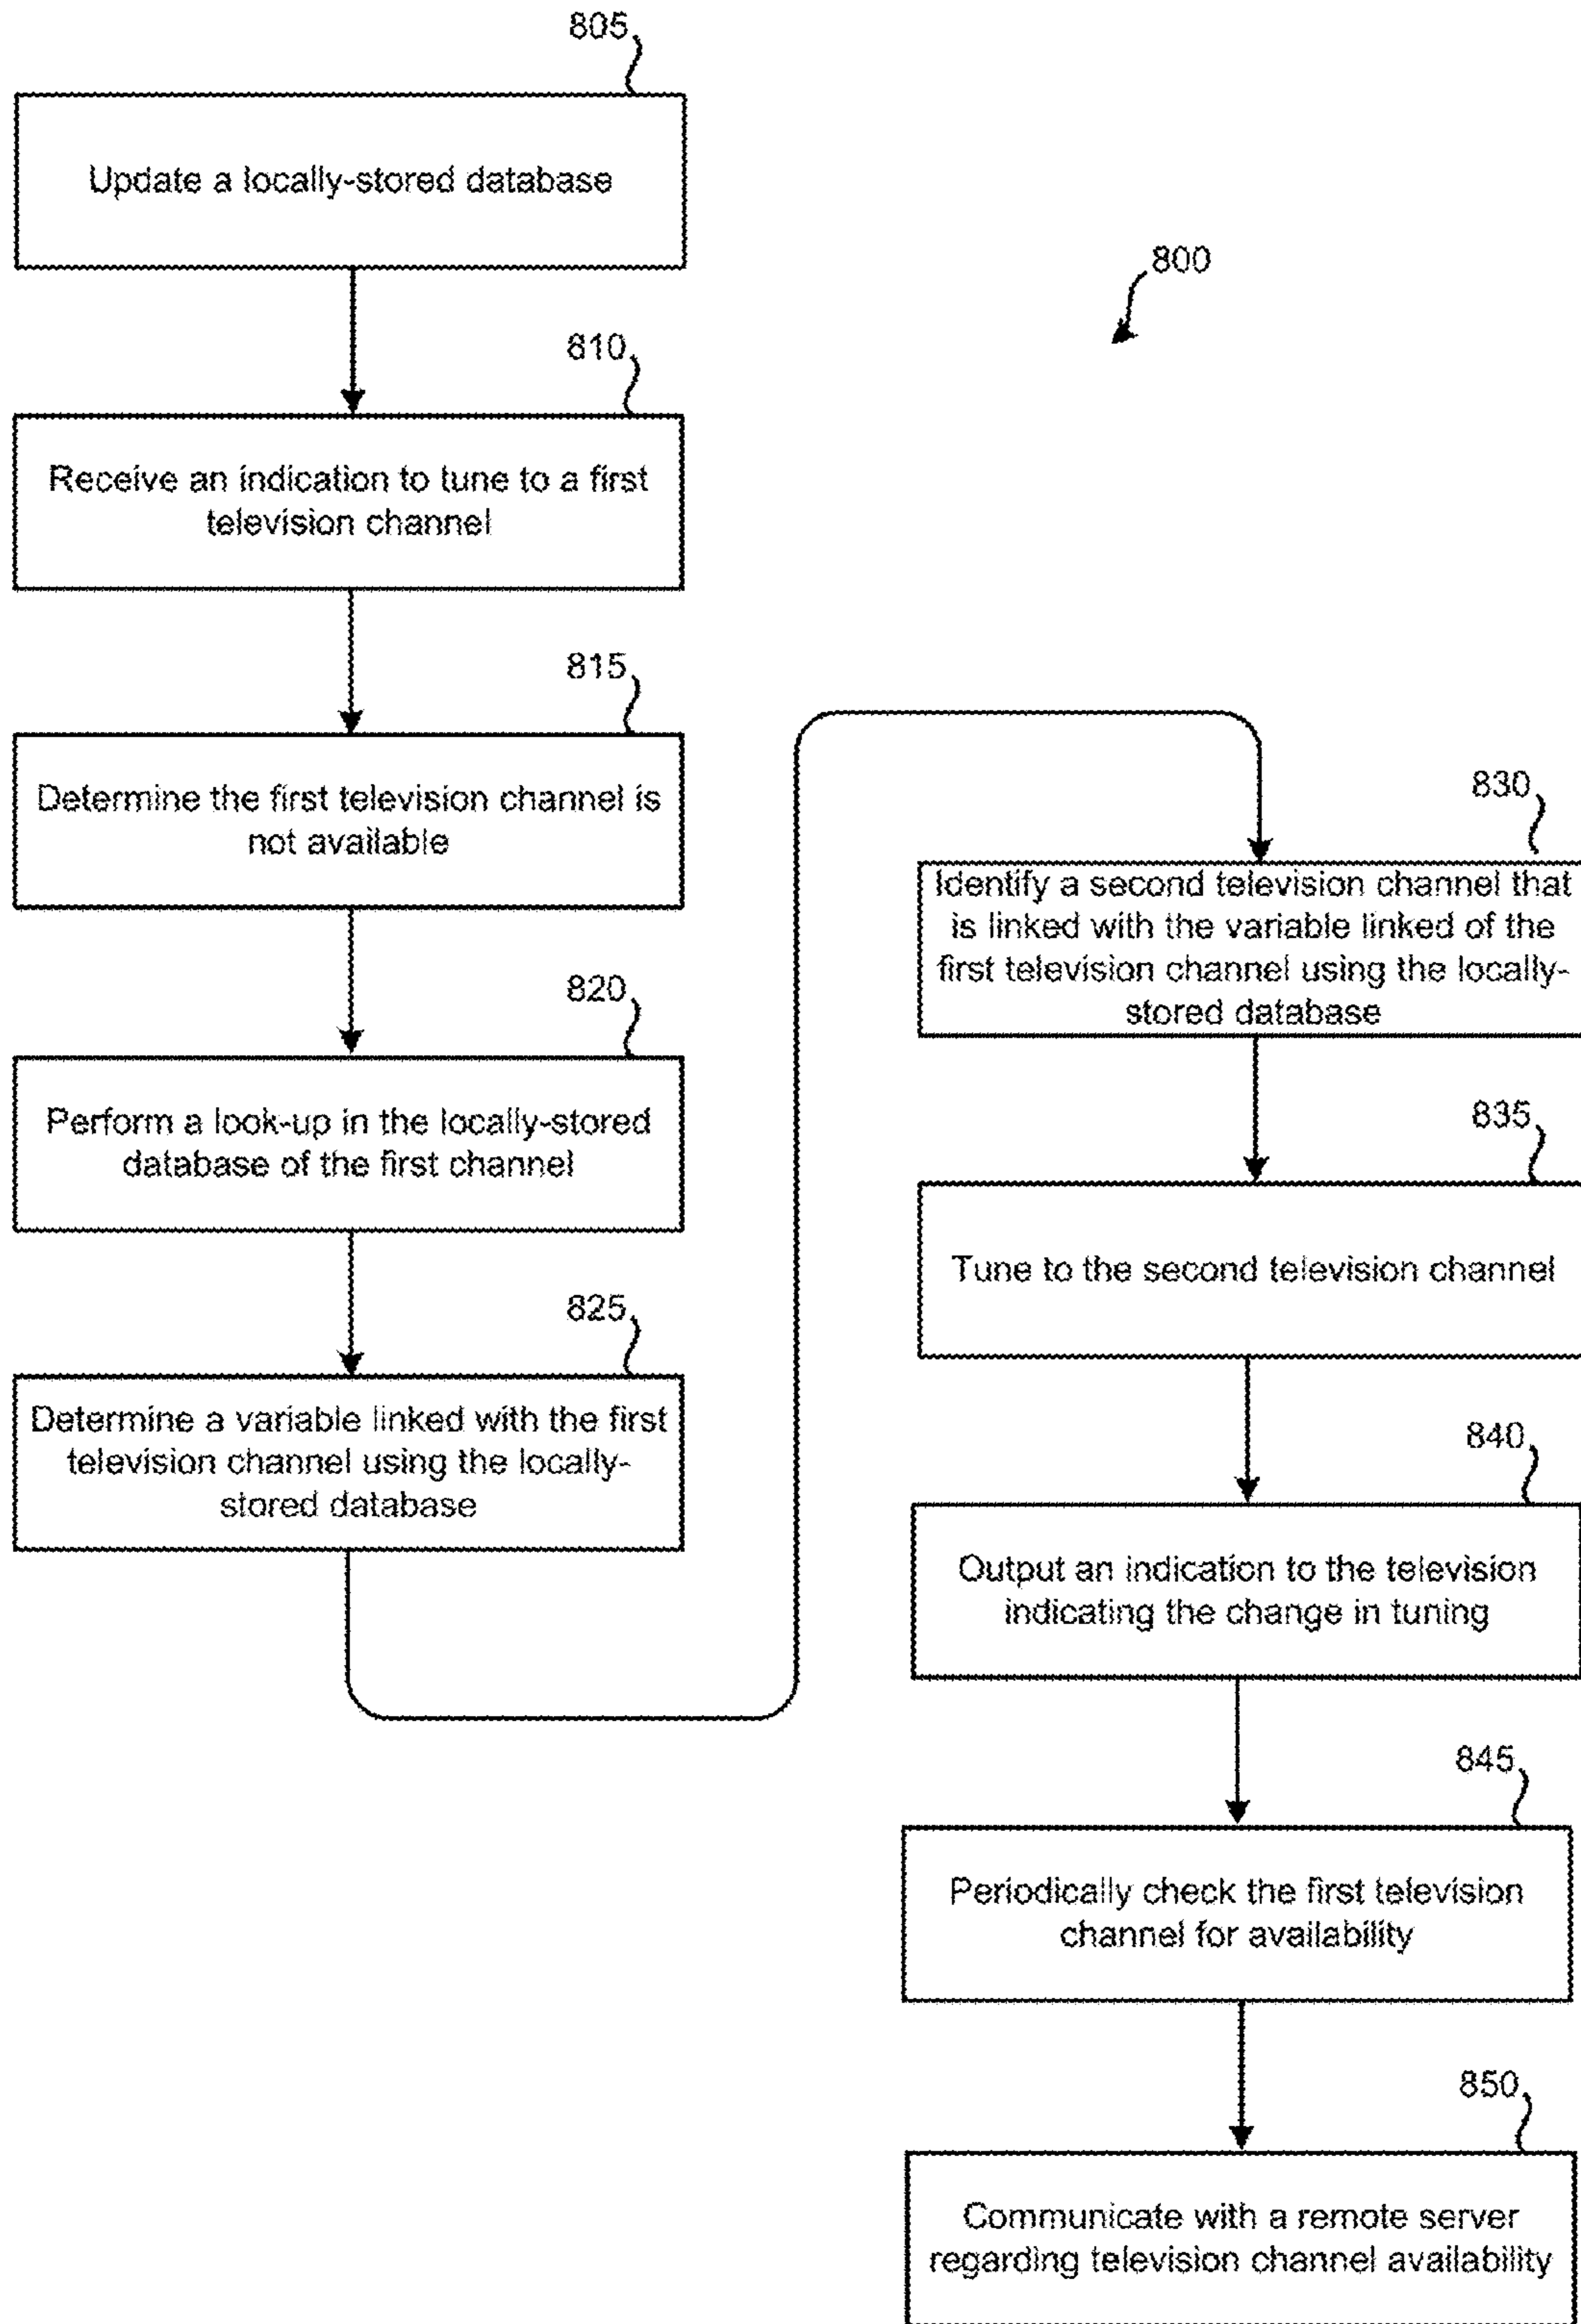 805
Update a locally-stored database
800
810
Receive an indication to tune to a first
television channel
815
Determine the first television channel is
not available
820
Perform a look-up in the locally-stored
database of the first channel
825
Determine a variable linked with the first
television channel using the locally-
stored database
830
Identify a second television channel that
is linked with the variable linked of the
first television channel using the locally-
stored database
835
Tune to the second television channel
840
Output an indication to the television
indicating the change in tuning
845
Periodically check the first television
channel for availability
850
Communicate with a remote server
regarding television channel availability